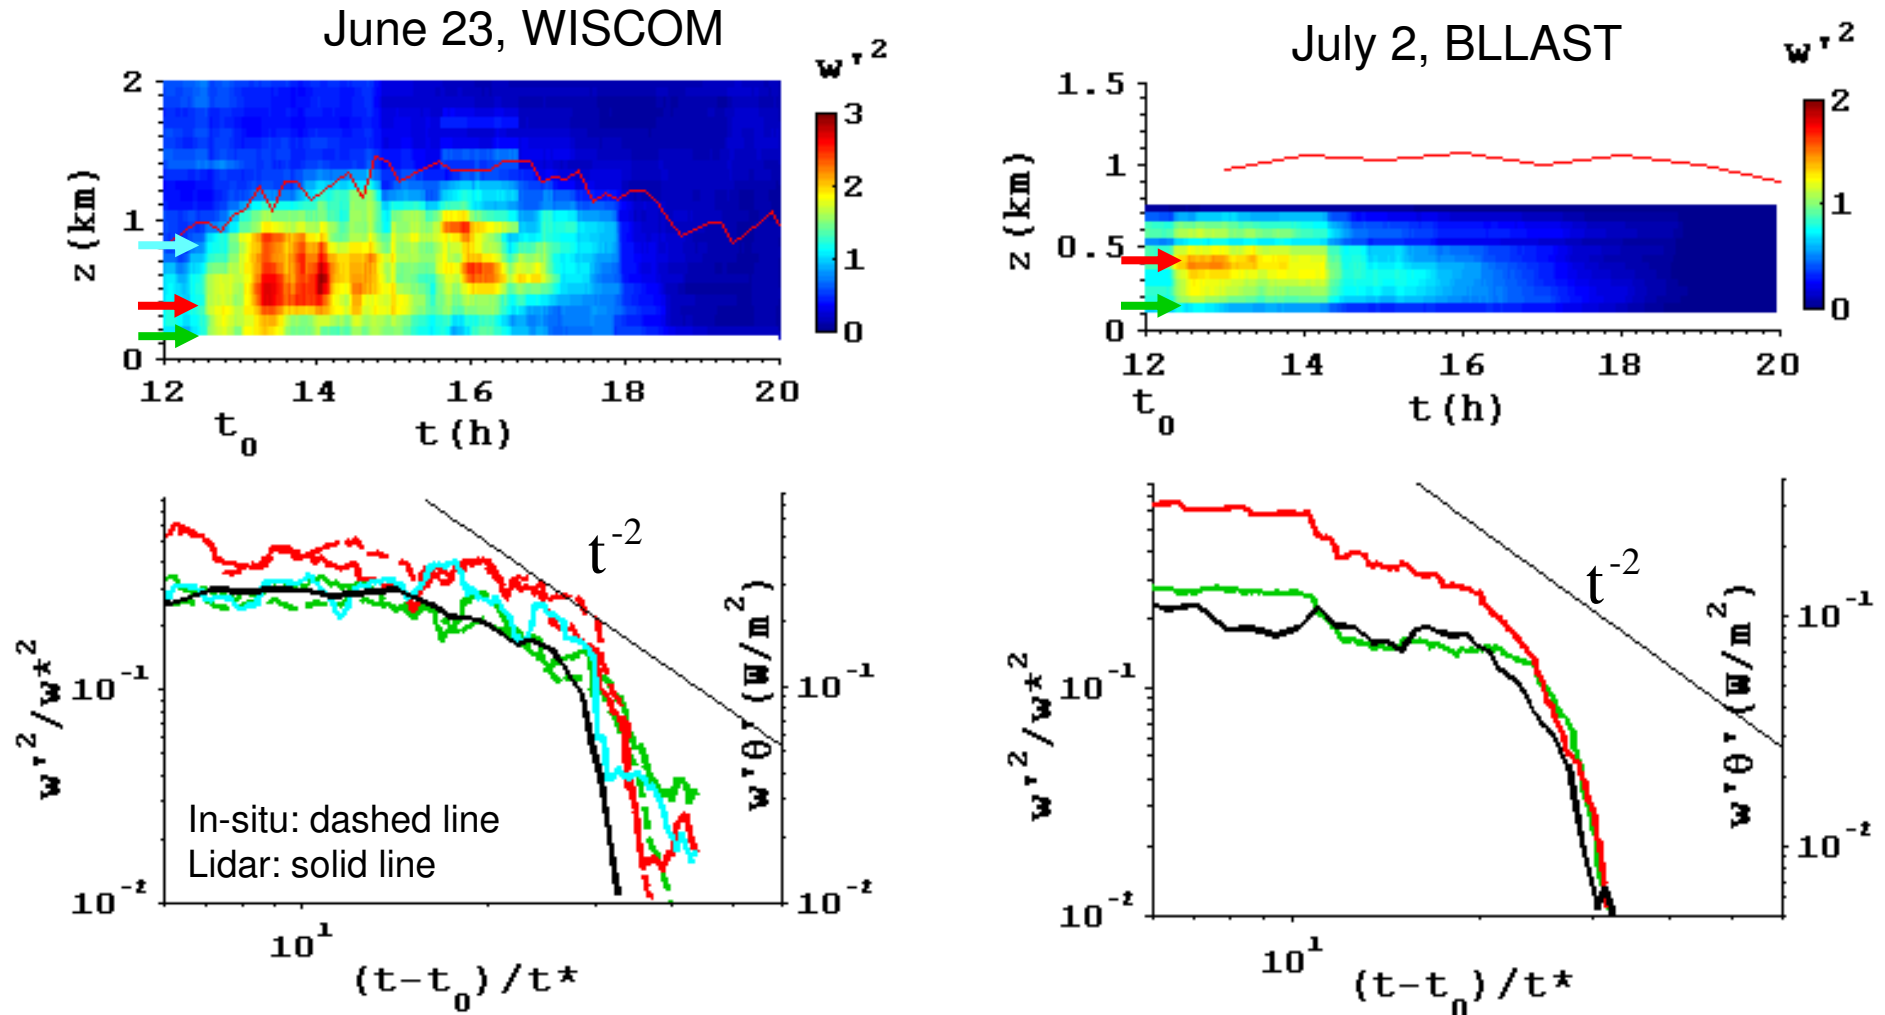 June 23, WISCOM
w'²
2
1
0
z (km)
3
2
1
0
12 14 16 18 20
t₀ t (h)
July 2, BLLAST
w'²
1.5
1
0.5
0
z (km)
2
1
0
12 14 16 18 20
t₀ t (h)
t⁻²
w'²/w*²
10⁻¹
10⁻²
w'θ' (W/m²)
10⁻¹
10⁻²
In-situ: dashed line
Lidar: solid line
10¹
(t-t₀)/t*
t⁻²
w'²/w*²
10⁻¹
10⁻²
w'θ' (W/m²)
10⁻¹
10⁻²
10¹
(t-t₀)/t*